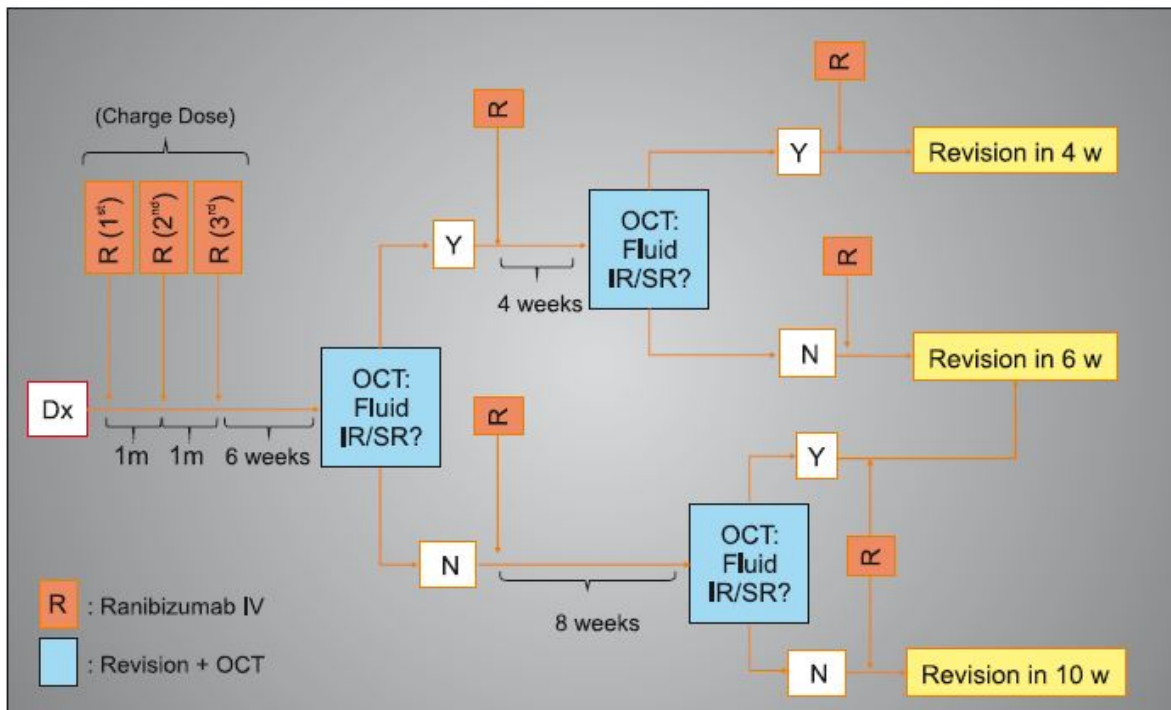 (Charge Dose)
R (1st)
R (2nd)
R (3rd)
Dx
1m
1m
6 weeks
OCT:
Fluid
IR/SR?
Y
R
4 weeks
OCT:
Fluid
IR/SR?
Y
R
Revision in 4 w
N
R
Revision in 6 w
N
R
8 weeks
OCT:
Fluid
IR/SR?
Y
R
N
Revision in 10 w
R : Ranibizumab IV
: Revision + OCT